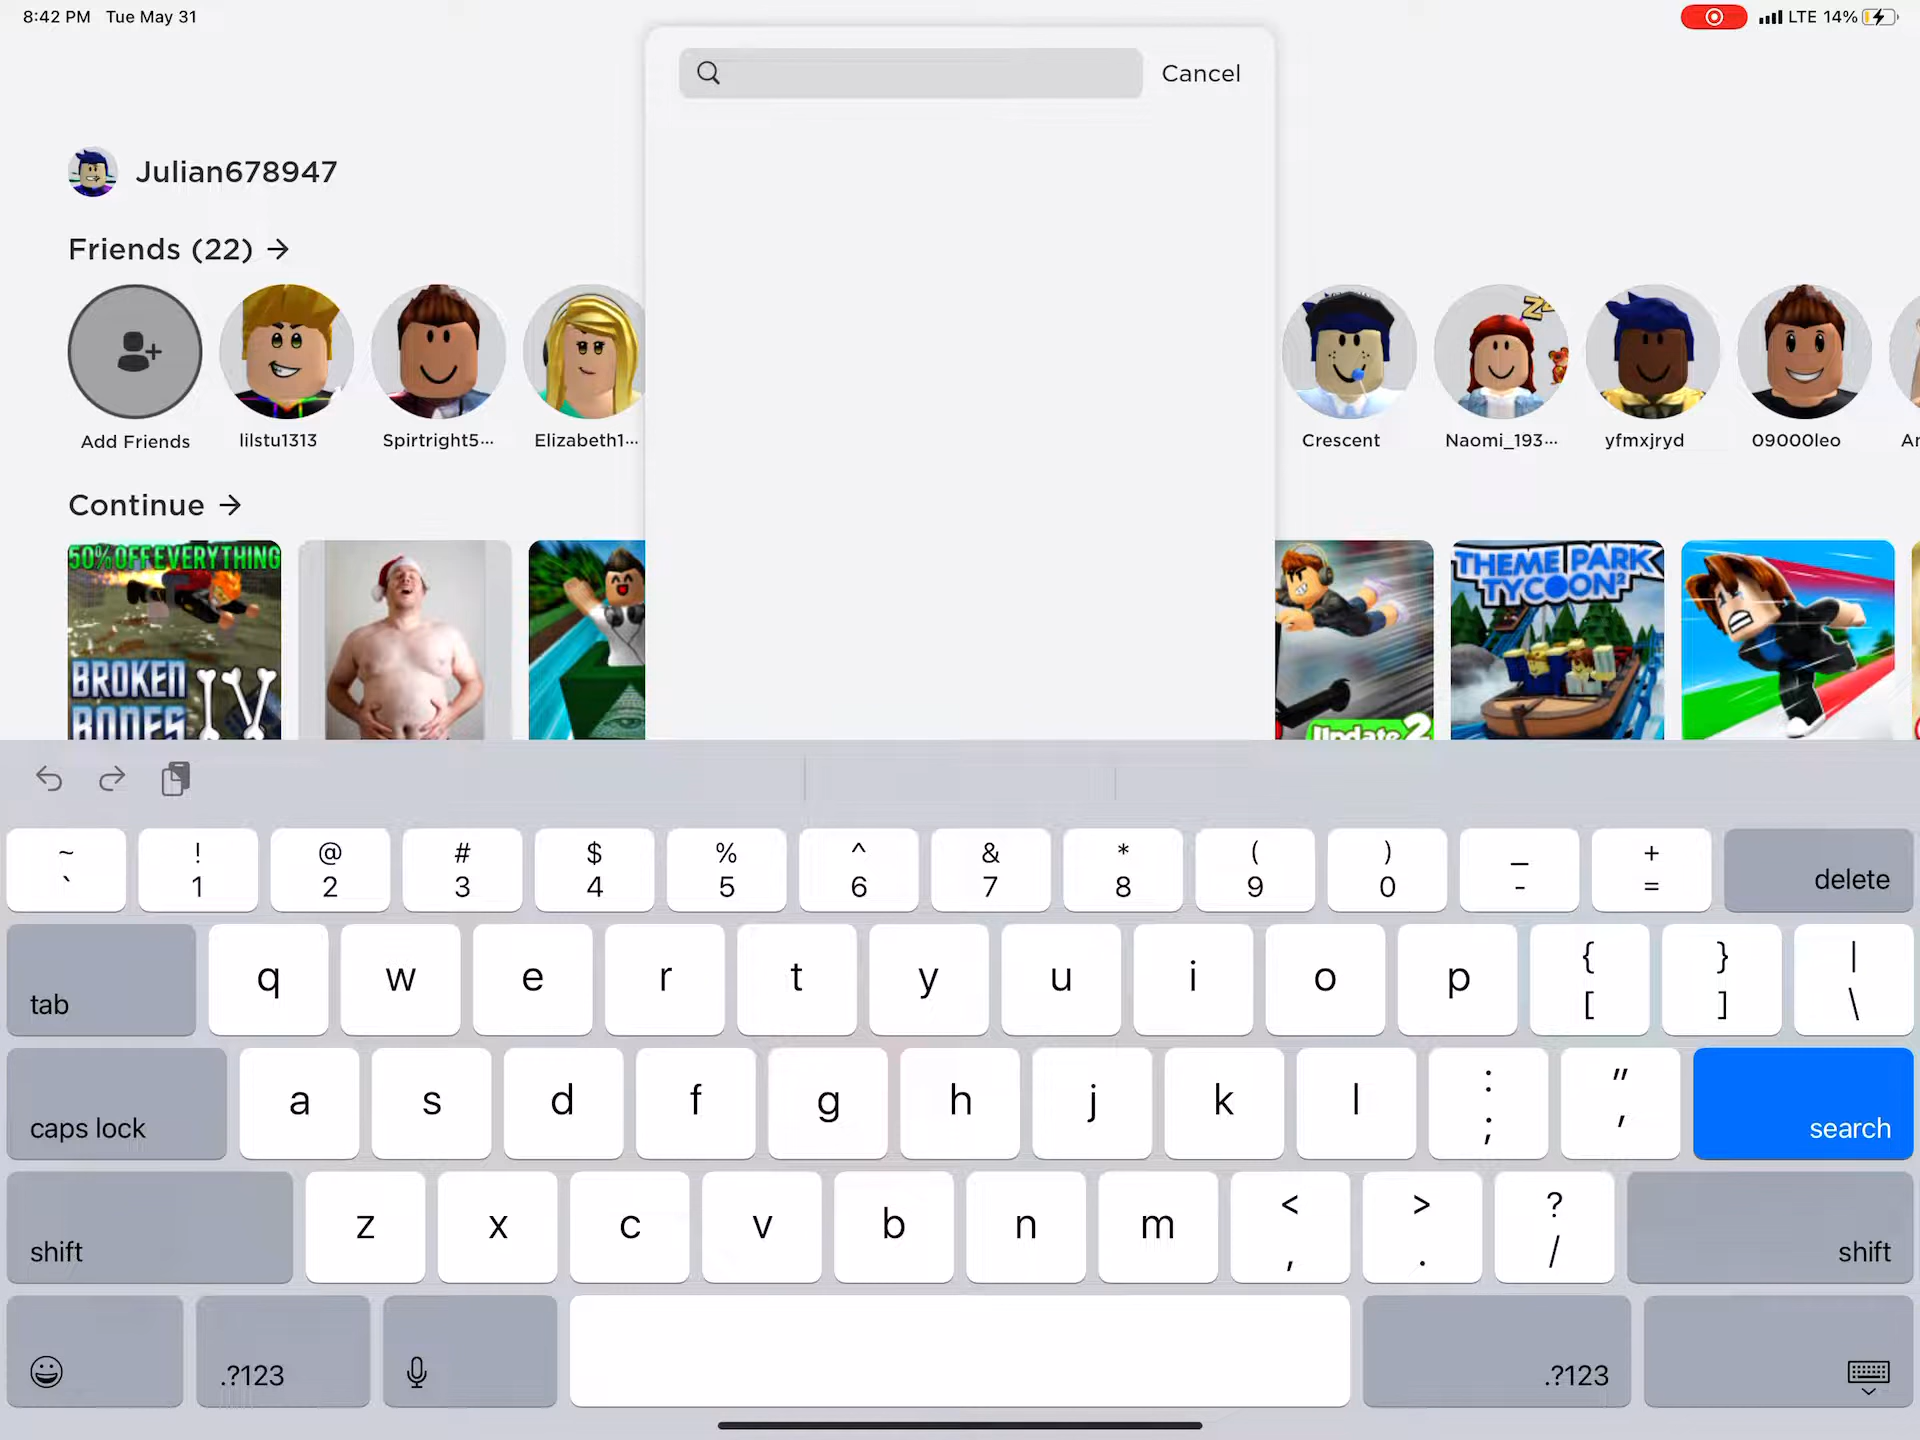 8:42 PM Tue May 31
LTE 14%
Cancel
Julian678947
Friends (22) →
Add Friends
lilstu1313
Spirtright5...
Elizabeth1...
Crescent
Naomi_193...
yfmxjryd
09000leo
Continue →
50% OFF EVERYTHING
BROKEN
BONES IV
Update 2
THEME PARK
TYCOON 2
~ ! @ # $ % ^ & * ( ) _ +
` 1 2 3 4 5 6 7 8 9 0 - = delete
tab q w e r t y u i o p { [ } ] | \
caps lock a s d f g h j k l : ; " ' search
shift z x c v b n m < , > . ? / shift
.?123 .?123